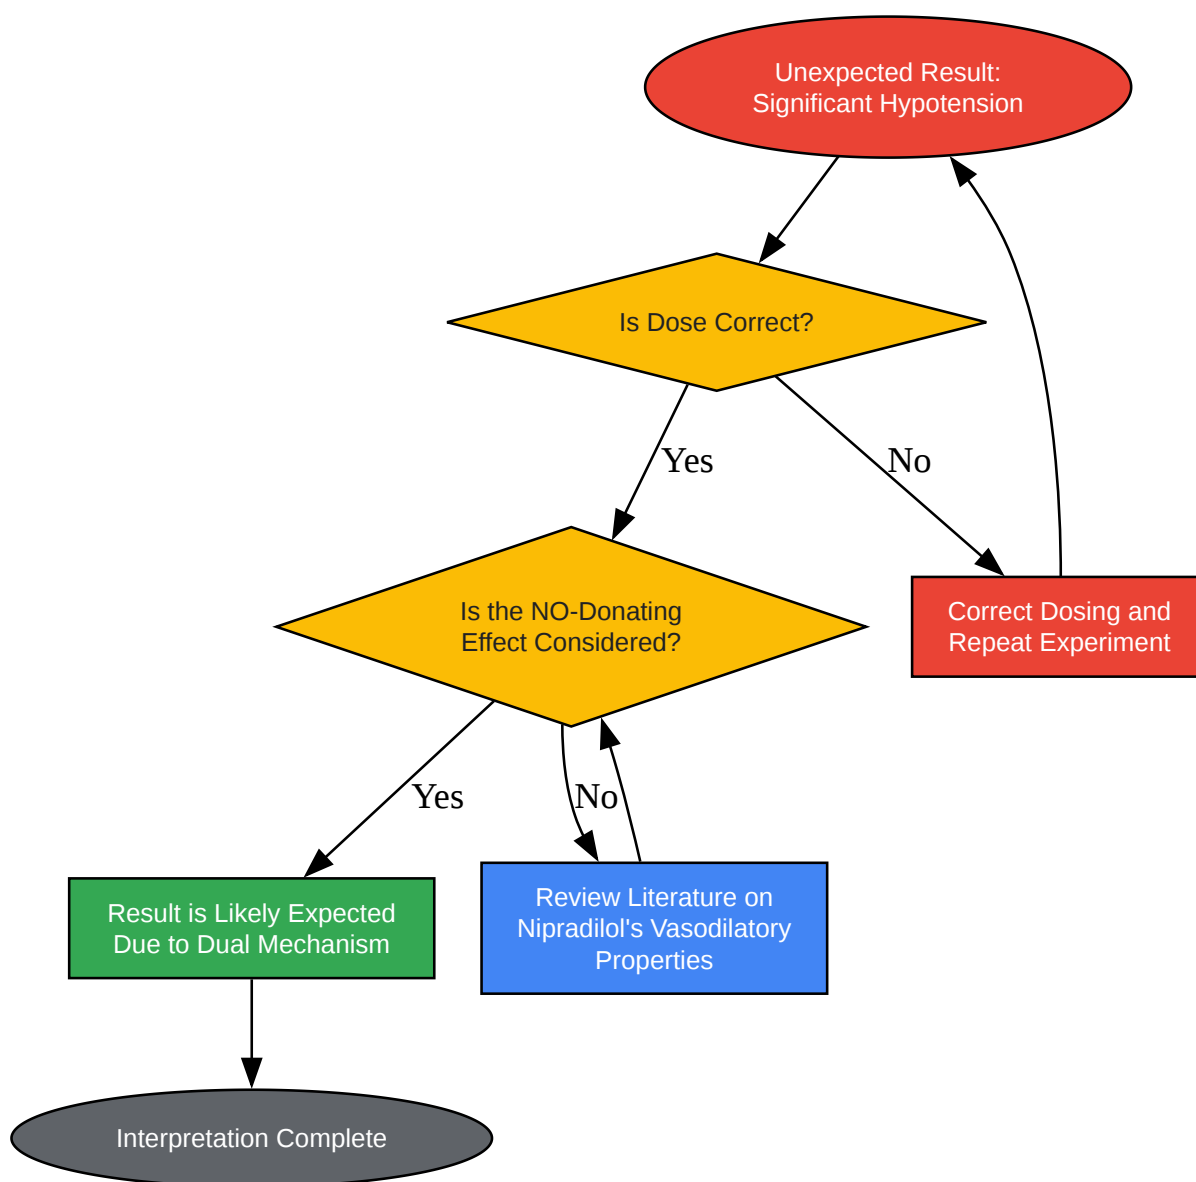 Unexpected Result:
Significant Hypotension
Is Dose Correct?
Yes
No
Is the NO-Donating
Effect Considered?
Correct Dosing and
Repeat Experiment
Yes
No
Result is Likely Expected
Due to Dual Mechanism
Review Literature on
Nipradilol's Vasodilatory
Properties
Interpretation Complete